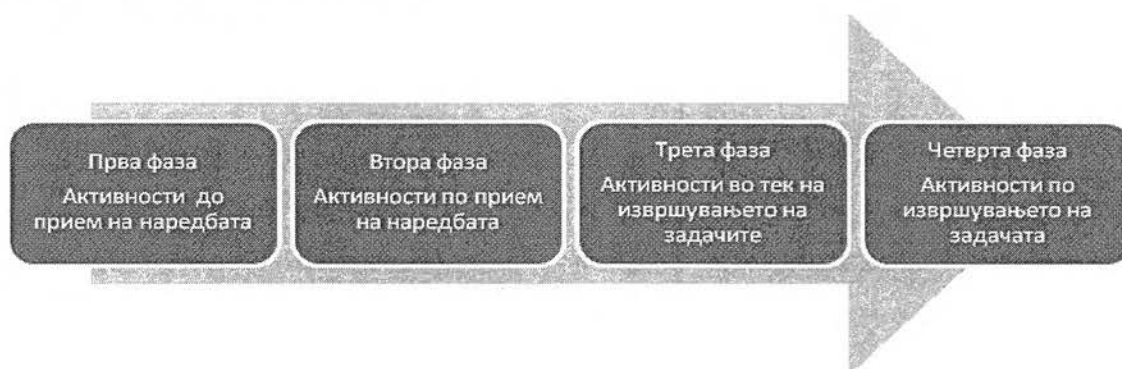 Прва фаза
Активности до
прием на наредбата
Втора фаза
Активности по прием
на наредбата
Трета фаза
Активности во тек на
извршувањето на
задачите
Четврта фаза
Активности по
извршувањето на
задачата